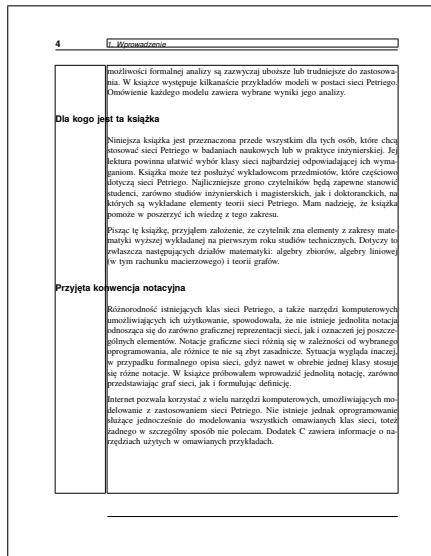 4
1. Wprowadzenie
możliwości formalnej analizy są zazwyczaj uboższe lub trudniejsze do zastosowa-
nia. W książce występuje kilkanaście przykładów modeli w postaci sieci Petriego.
Omówienie każdego modelu zawiera wybrane wyniki jego analizy.
Dla kogo jest ta książka
Niniejsza książka jest przeznaczona przede wszystkim dla tych osób, które chcą
stosować sieci Petriego w badaniach naukowych lub w praktyce inżynierskiej. Jej
lektura powinna ułatwić wybór klasy sieci najbardziej odpowiadającej ich wyma-
ganiom. Książka może też posłużyć wykładowcom przedmiotów, które częściowo
dotyczą sieci Petriego. Najliczniejsze grono czytelników będą zapewne stanowić
studenci, zarówno studiów inżynierskich i magisterskich, jak i doktoranckich, na
których są wykładane elementy teorii sieci Petriego. Mam nadzieję, że książka
pomoże w poszerzyć ich wiedzę z tego zakresu.
Pisząc tę książkę, przyjąłem założenie, że czytelnik zna elementy z zakresy mate-
matyki wyższej wykładanej na pierwszym roku studiów technicznych. Dotyczy to
zwłaszcza następujących działów matematyki: algebry zbiorów, algebry liniowej
(w tym rachunku macierzowego) i teorii grafów.
Przyjęta konwencja notacyjna
Różnorodność istniejących klas sieci Petriego, a także narzędzi komputerowych
umożliwiających ich użytkowanie, spowodowała, że nie istnieje jednolita notacja
odnosząca się do zarówno graficznej reprezentacji sieci, jak i oznaczeń jej poszcze-
gólnych elementów. Notacje graficzne sieci różnią się w zależności od wybranego
oprogramowania, ale różnice te nie są zbyt zasadnicze. Sytuacja wygląda inaczej,
w przypadku formalnego opisu sieci, gdyż nawet w obrebie jednej klasy stosuje
się różne notacje. W książce próbowałem wprowadzić jednolitą notację, zarówno
przedstawiając graf sieci, jak i formułując definicję.
Internet pozwala korzystać z wielu narzędzi komputerowych, umożliwiających mo-
delowanie z zastosowaniem sieci Petriego. Nie istnieje jednak oprogramowanie
służące jednocześnie do modelowania wszystkich omawianych klas sieci, toteż
żadnego w szczególny sposób nie polecam. Dodatek C zawiera informacje o na-
rzędziach użytych w omawianych przykładach.